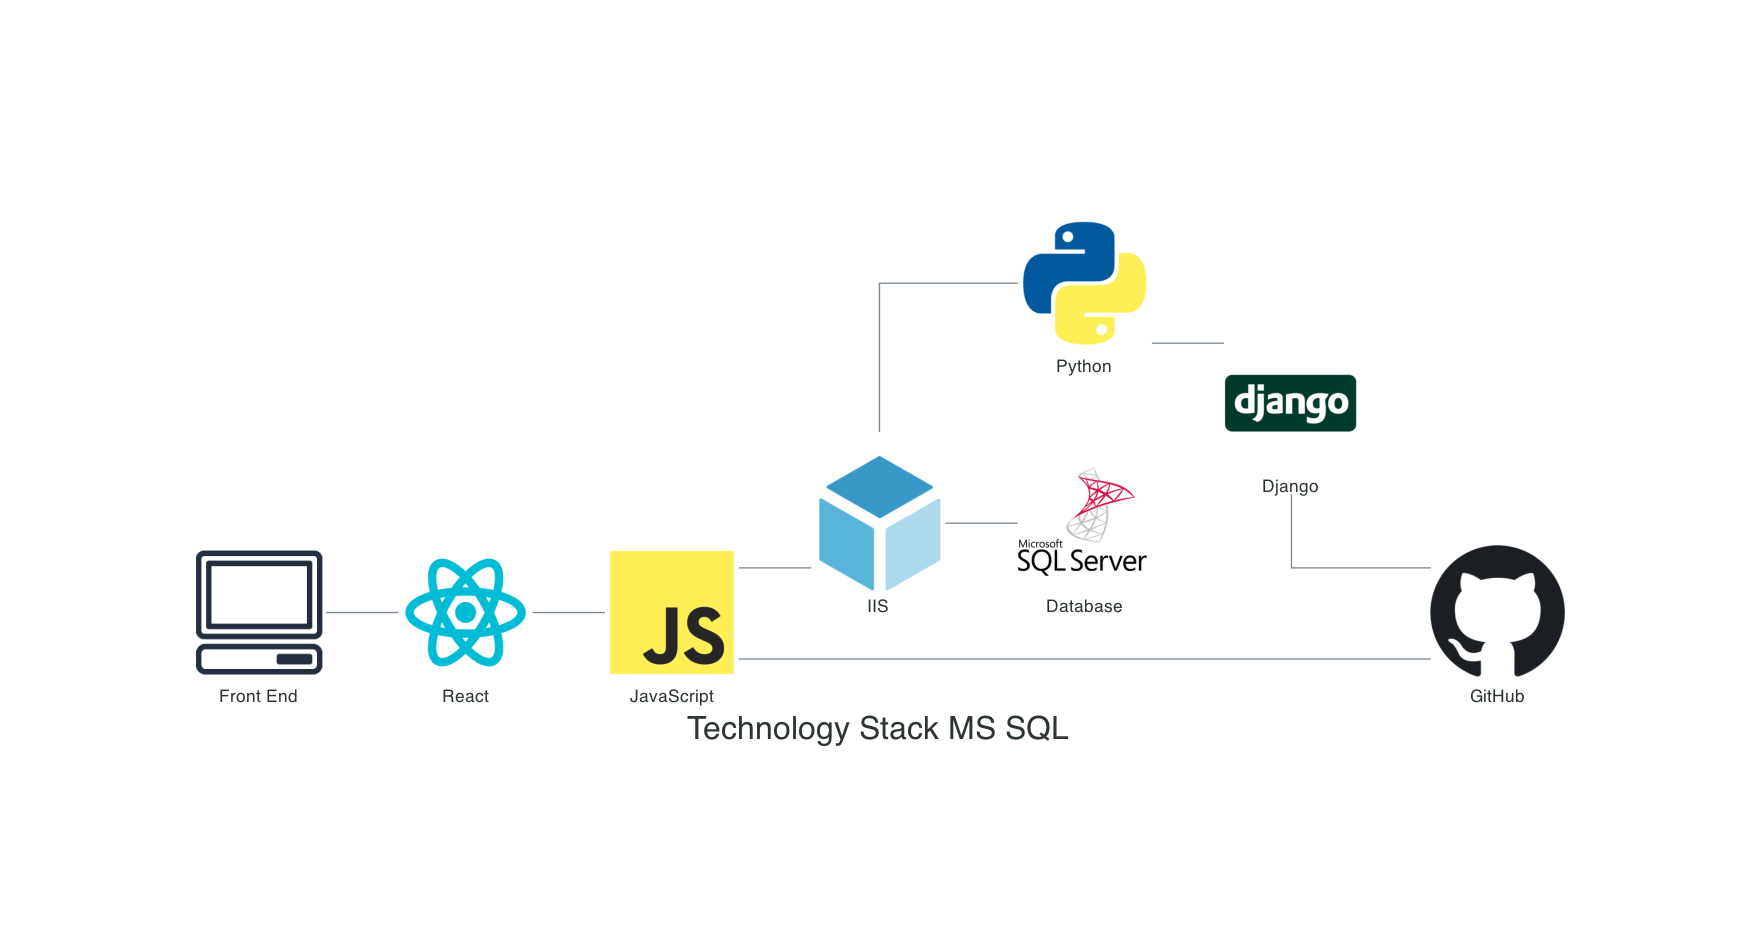 Python
django
Django
Microsoft
SQL Server
IIS
Database
JS
Front End
React
JavaScript
GitHub
Technology Stack MS SQL